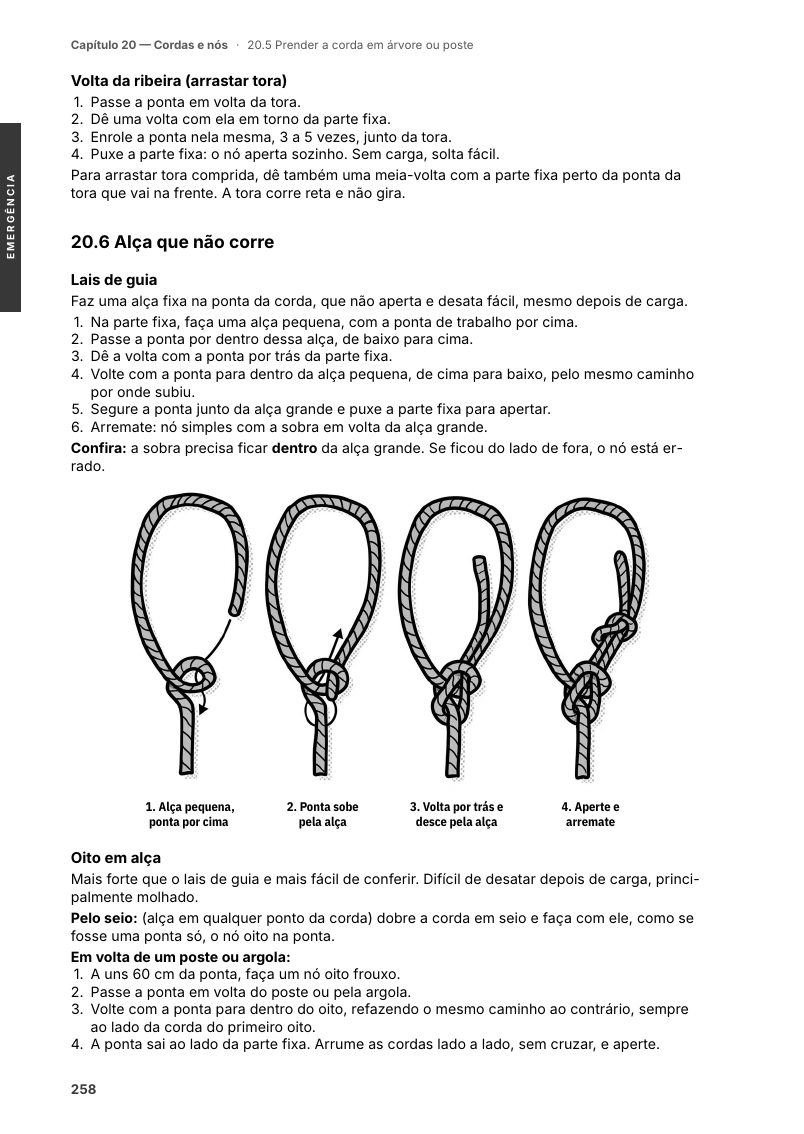 Capítulo 20 — Cordas e nós · 20.5 Prender a corda em árvore ou poste
EMERGÊNCIA
Volta da ribeira (arrastar tora)
1. Passe a ponta em volta da tora.
2. Dê uma volta com ela em torno da parte fixa.
3. Enrole a ponta nela mesma, 3 a 5 vezes, junto da tora.
4. Puxe a parte fixa: o nó aperta sozinho. Sem carga, solta fácil.
Para arrastar tora comprida, dê também uma meia-volta com a parte fixa perto da ponta da
tora que vai na frente. A tora corre reta e não gira.
20.6 Alça que não corre
Lais de guia
Faz uma alça fixa na ponta da corda, que não aperta e desata fácil, mesmo depois de carga.
1. Na parte fixa, faça uma alça pequena, com a ponta de trabalho por cima.
2. Passe a ponta por dentro dessa alça, de baixo para cima.
3. Dê a volta com a ponta por trás da parte fixa.
4. Volte com a ponta para dentro da alça pequena, de cima para baixo, pelo mesmo caminho
por onde subiu.
5. Segure a ponta junto da alça grande e puxe a parte fixa para apertar.
6. Arremate: nó simples com a sobra em volta da alça grande.
Confira: a sobra precisa ficar dentro da alça grande. Se ficou do lado de fora, o nó está er-
rado.
1. Alça pequena,
ponta por cima
2. Ponta sobe
pela alça
3. Volta por trás e
desce pela alça
4. Aperte e
arremate
Oito em alça
Mais forte que o lais de guia e mais fácil de conferir. Difícil de desatar depois de carga, princi-
palmente molhado.
Pelo seio: (alça em qualquer ponto da corda) dobre a corda em seio e faça com ele, como se
fosse uma ponta só, o nó oito na ponta.
Em volta de um poste ou argola:
1. A uns 60 cm da ponta, faça um nó oito frouxo.
2. Passe a ponta em volta do poste ou pela argola.
3. Volte com a ponta para dentro do oito, refazendo o mesmo caminho ao contrário, sempre
ao lado da corda do primeiro oito.
4. A ponta sai ao lado da parte fixa. Arrume as cordas lado a lado, sem cruzar, e aperte.
258